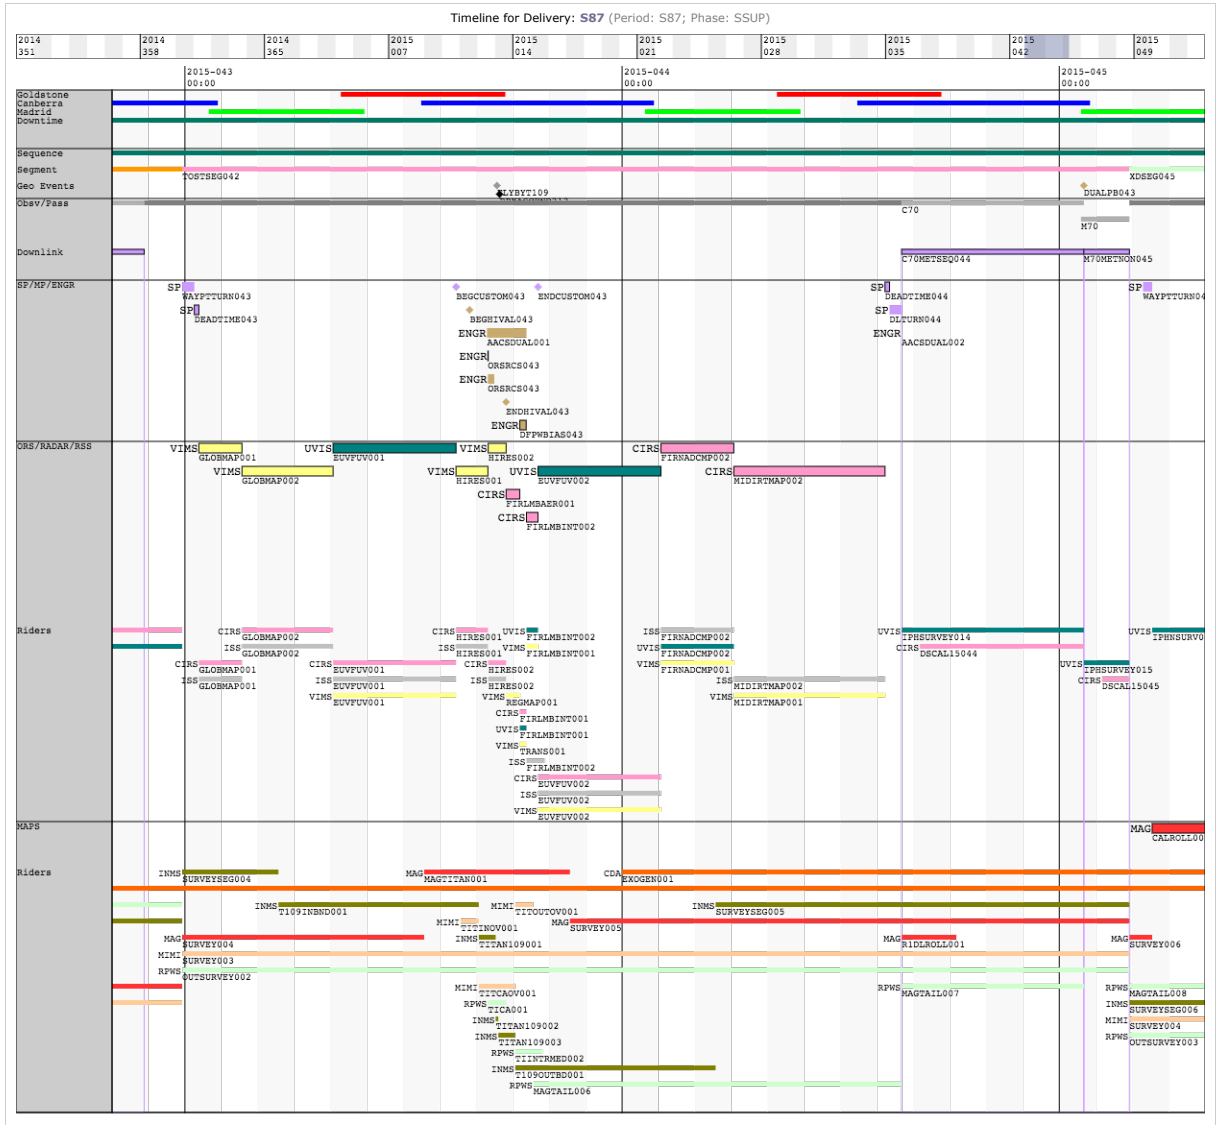 Timeline for Delivery: S87 (Period: S87; Phase: SSUP)
2014 2014 2014 2015 2015 2015 2015 2015 2015 2015
351 358 365 007 014 021 028 035 042 049
2015-043 2015-044 2015-045
00:00 00:00 00:00
Goldstone
Canberra
Madrid
Downtime
Sequence
Segment
TOSTSEG042 XDSEG045
Geo Events
FLYBYT109 DUALPB043
Obsv/Pass
C70
M70
Downlink
C70METSEQ044 M70METNON045
SP/MP/ENGR
SP SP SP
WAYPTTURN043 BEGCUSTOM043 ENDCUSTOM043 DEADTIME044 WAYPTTURN04
SP SP
DEADTIME043 BEGHIVAL043 DLTURN044
ENGR ENGR
AACSDUAL001 AACSDUAL002
ENGR
ORSRCS043
ENGR
ORSRCS043
ENDHIVAL043
ENGR
DFPWBIAS043
ORS/RADAR/RSS
VIMS UVIS VIMS CIRS
GLOBMAP001 EUVFUV001 HIRES002 FIRNADCMP002
VIMS VIMS UVIS CIRS
GLOBMAP002 HIRES001 EUVFUV002 MIDIRTMAP002
CIRS
FIRLMBAER001
CIRS
FIRLMBINT002
Riders
CIRS CIRS UVIS ISS UVIS UVIS
GLOBMAP002 HIRES001 FIRLMBINT002 FIRNADCMP002 IPHSURVEY014 IPHNSURV0
ISS ISS VIMS UVIS CIRS
GLOBMAP002 HIRES001 FIRLMBINT001 FIRNADCMP002 DSCAL15044
CIRS CIRS CIRS VIMS UVIS
GLOBMAP001 EUVFUV001 HIRES002 FIRNADCMP001 IPHSURVEY015
ISS ISS ISS ISS CIRS
GLOBMAP001 EUVFUV001 HIRES002 MIDIRTMAP002 DSCAL15045
VIMS VIMS VIMS
EUVFUV001 REGMAP001 MIDIRTMAP001
CIRS
FIRLMBINT001
UVIS
FIRLMBINT001
VIMS
TRANS001
ISS
FIRLMBINT002
CIRS
EUVFUV002
ISS
EUVFUV002
VIMS
EUVFUV002
MAPS
MAG
CALROLL00
Riders
INMS MAG CDA
SURVEYSEG004 MAGTITAN001 EXOGEN001
INMS MIMI INMS
T109INBND001 TITOUTOV001 SURVEYSEG005
MIMI MAG
TITINOV001 SURVEY005
MAG INMS MAG MAG
SURVEY004 TITAN109001 R1DLROLL001 SURVEY006
MIMI
SURVEY003
RPWS
OUTSURVEY002
MIMI RPWS RPWS
TITCAOV001 MAGTAIL007 MAGTAIL008
RPWS INMS
TICA001 SURVEYSEG006
INMS MIMI
TITAN109002 SURVEY004
INMS RPWS
TITAN109003 OUTSURVEY003
RPWS
TIINTRMED002
INMS
T109OUTBD001
RPWS
MAGTAIL006